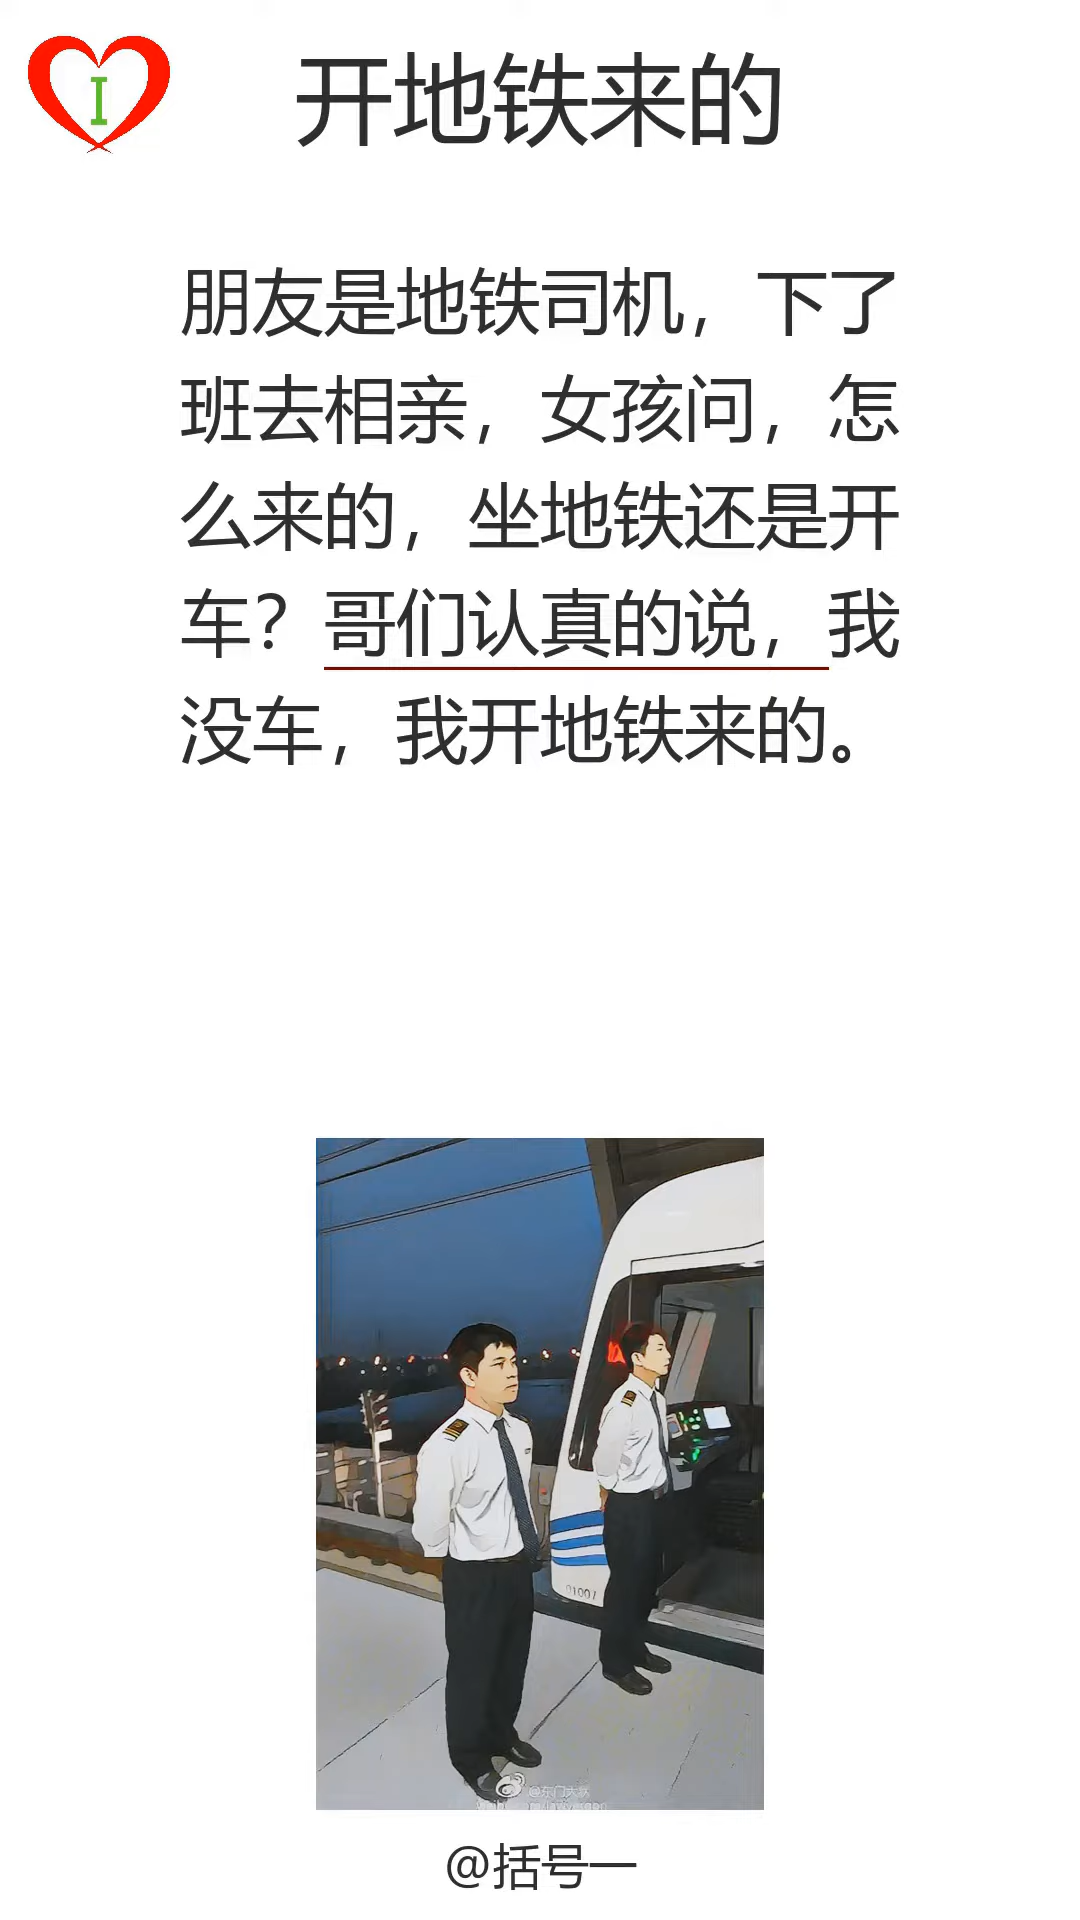 I
开地铁来的
朋友是地铁司机，下了
班去相亲，女孩问，怎
么来的，坐地铁还是开
车？哥们认真的说，我
没车，我开地铁来的。
01007
@括号一